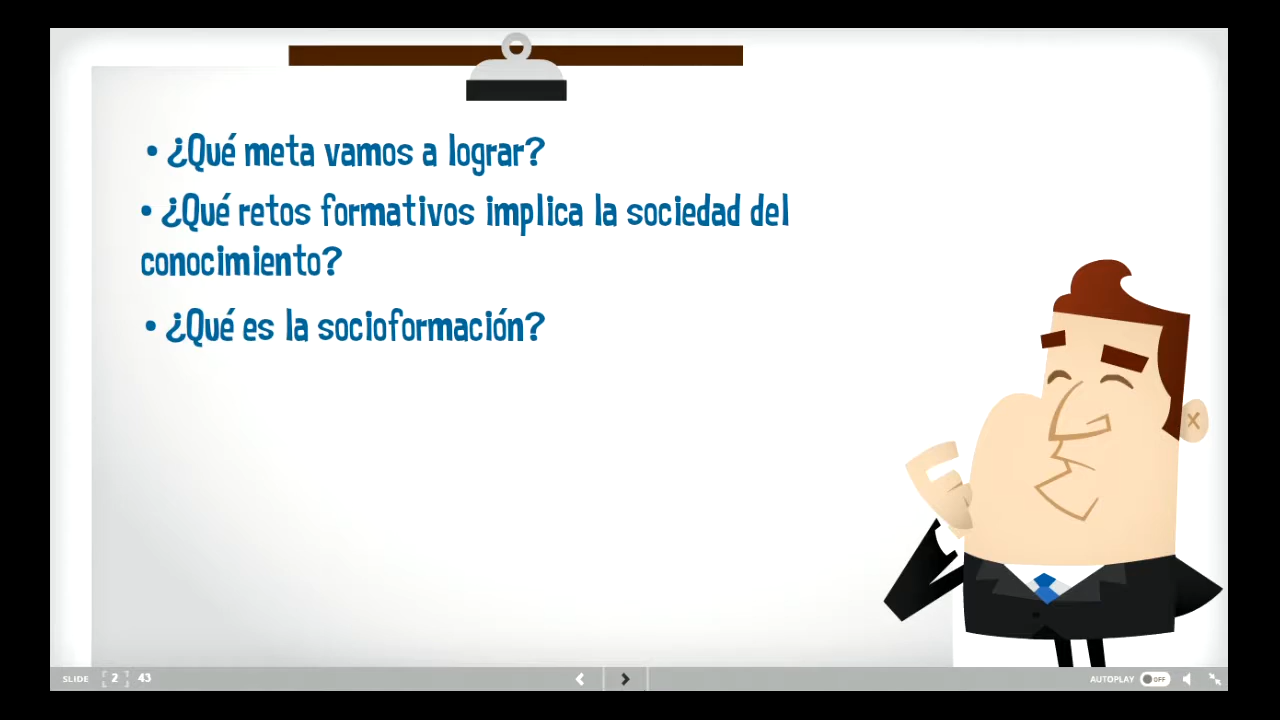 • ¿Qué meta vamos a lograr?
• ¿Qué retos formativos implica la sociedad del
conocimiento?
• ¿Qué es la socioformación?
SLIDE 2 43
AUTOPLAY OFF